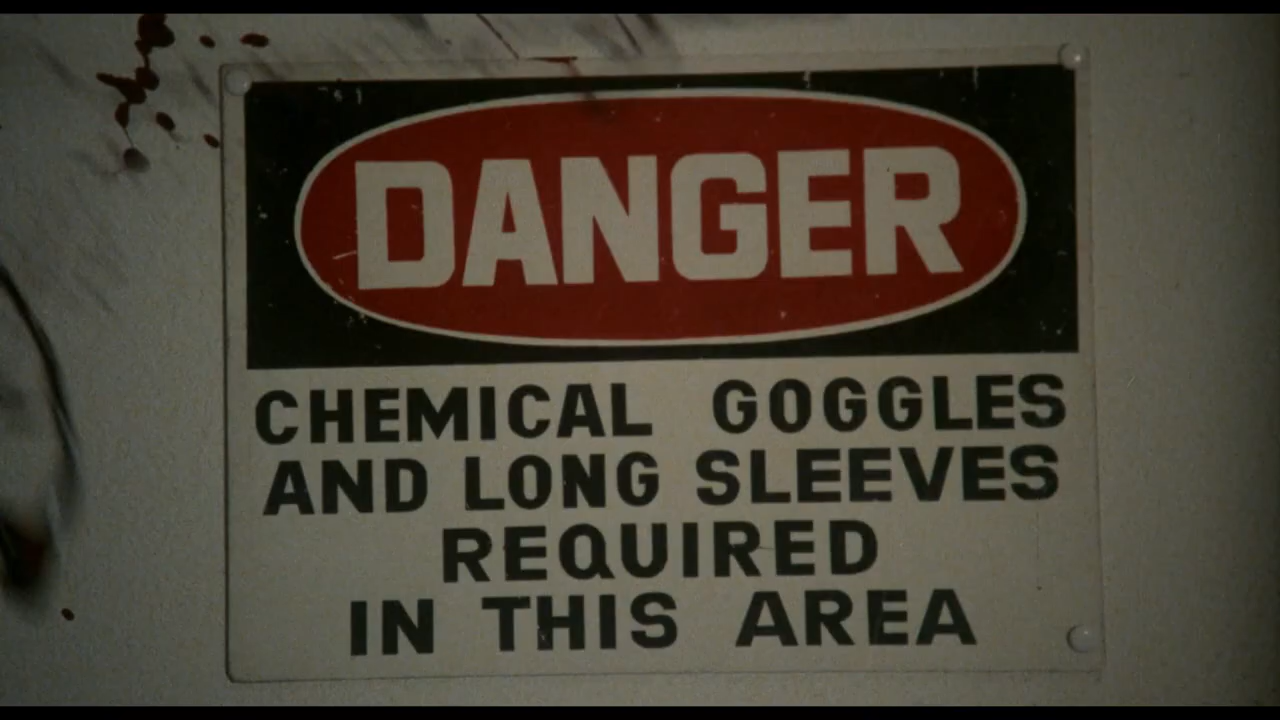 DANGER
CHEMICAL GOGGLES
AND LONG SLEEVES
REQUIRED
IN THIS AREA